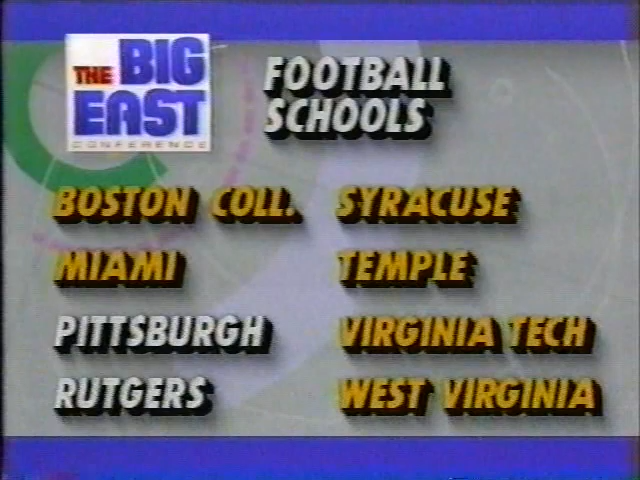 THE BIG
EAST
CONFERENCE
FOOTBALL
SCHOOLS
BOSTON COLL.
MIAMI
PITTSBURGH
RUTGERS
SYRACUSE
TEMPLE
VIRGINIA TECH
WEST VIRGINIA